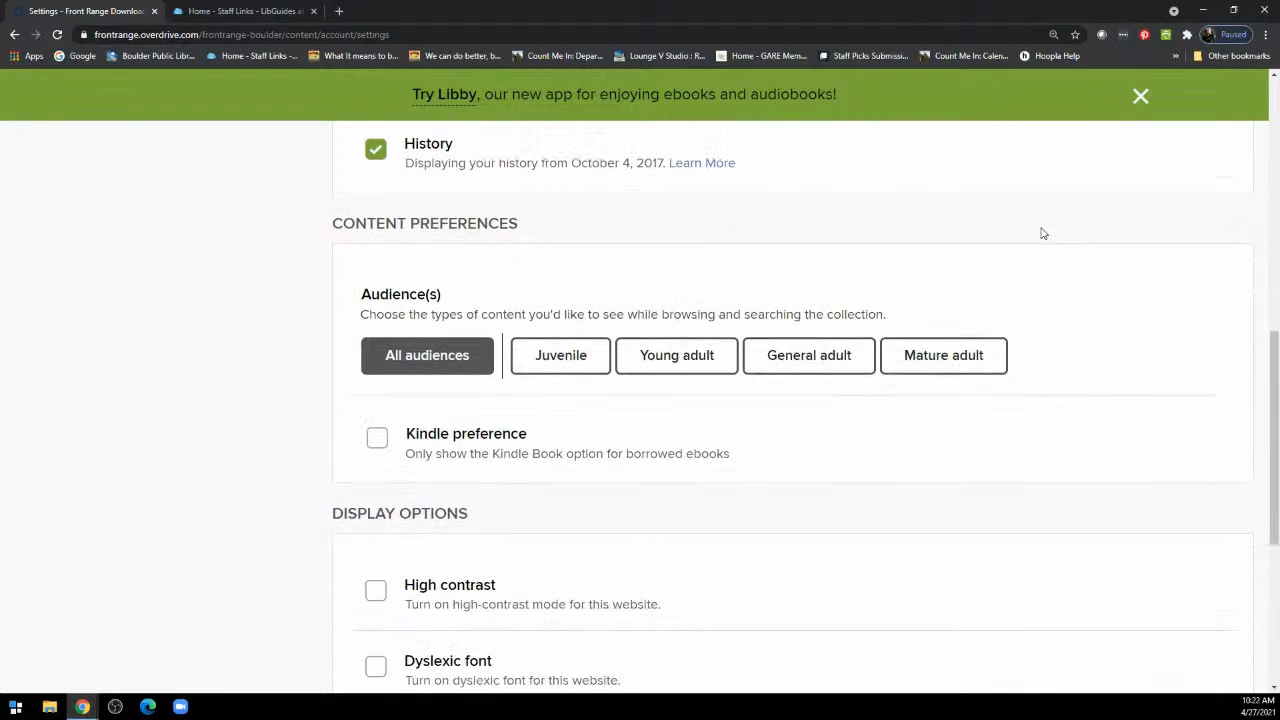 Settings - Front Range Downloa
Home - Staff Links - LibGuides a
frontrange.overdrive.com/frontrange-boulder/content/account/settings
Paused
Apps
Google
Boulder Public Libr...
Home - Staff Links -...
What It means to b...
We can do better, b...
Count Me In: Depar...
Lounge V Studio : R...
Home - GARE Mem...
Staff Picks Submissi...
Count Me In: Calen...
Hoopla Help
»
Other bookmarks
Try Libby, our new app for enjoying ebooks and audiobooks!
History
Displaying your history from October 4, 2017. Learn More
CONTENT PREFERENCES
Audience(s)
Choose the types of content you'd like to see while browsing and searching the collection.
All audiences
Juvenile
Young adult
General adult
Mature adult
Kindle preference
Only show the Kindle Book option for borrowed ebooks
DISPLAY OPTIONS
High contrast
Turn on high-contrast mode for this website.
Dyslexic font
Turn on dyslexic font for this website.
10:22 AM
4/27/2021